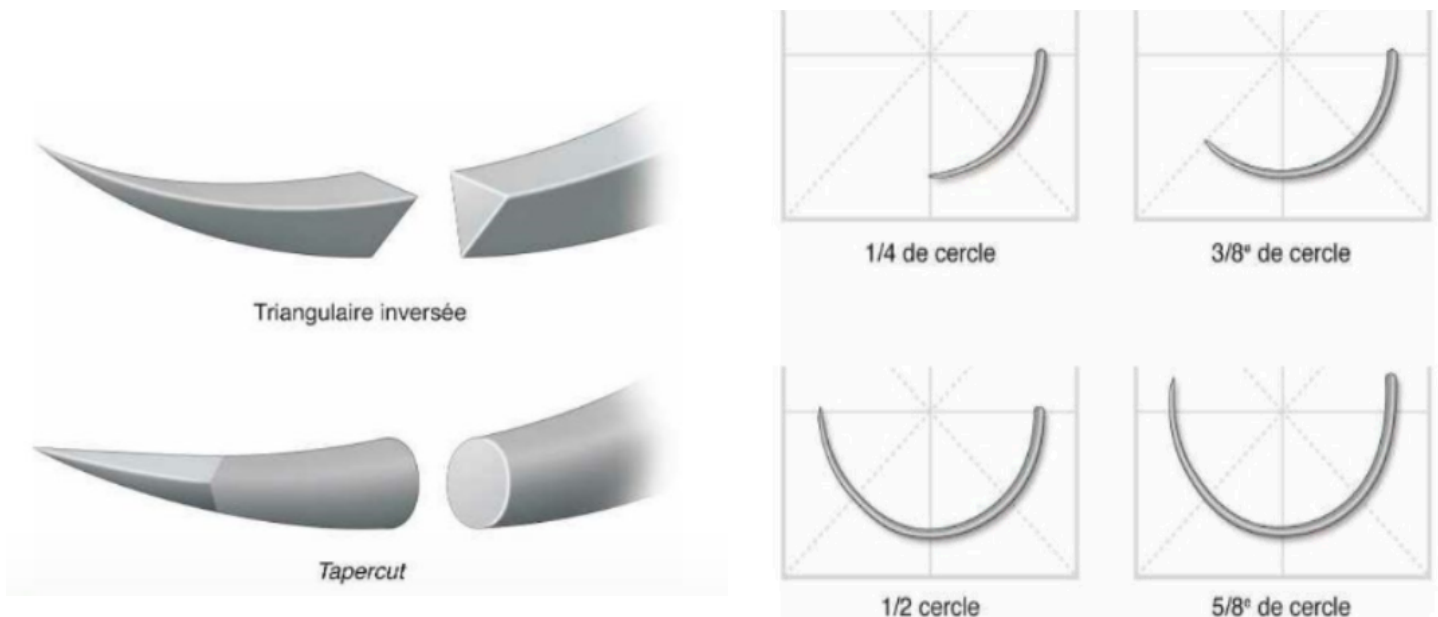 Triangulaire inversée
Tapercut
1/4 de cercle
3/8ᵉ de cercle
1/2 cercle
5/8ᵉ de cercle